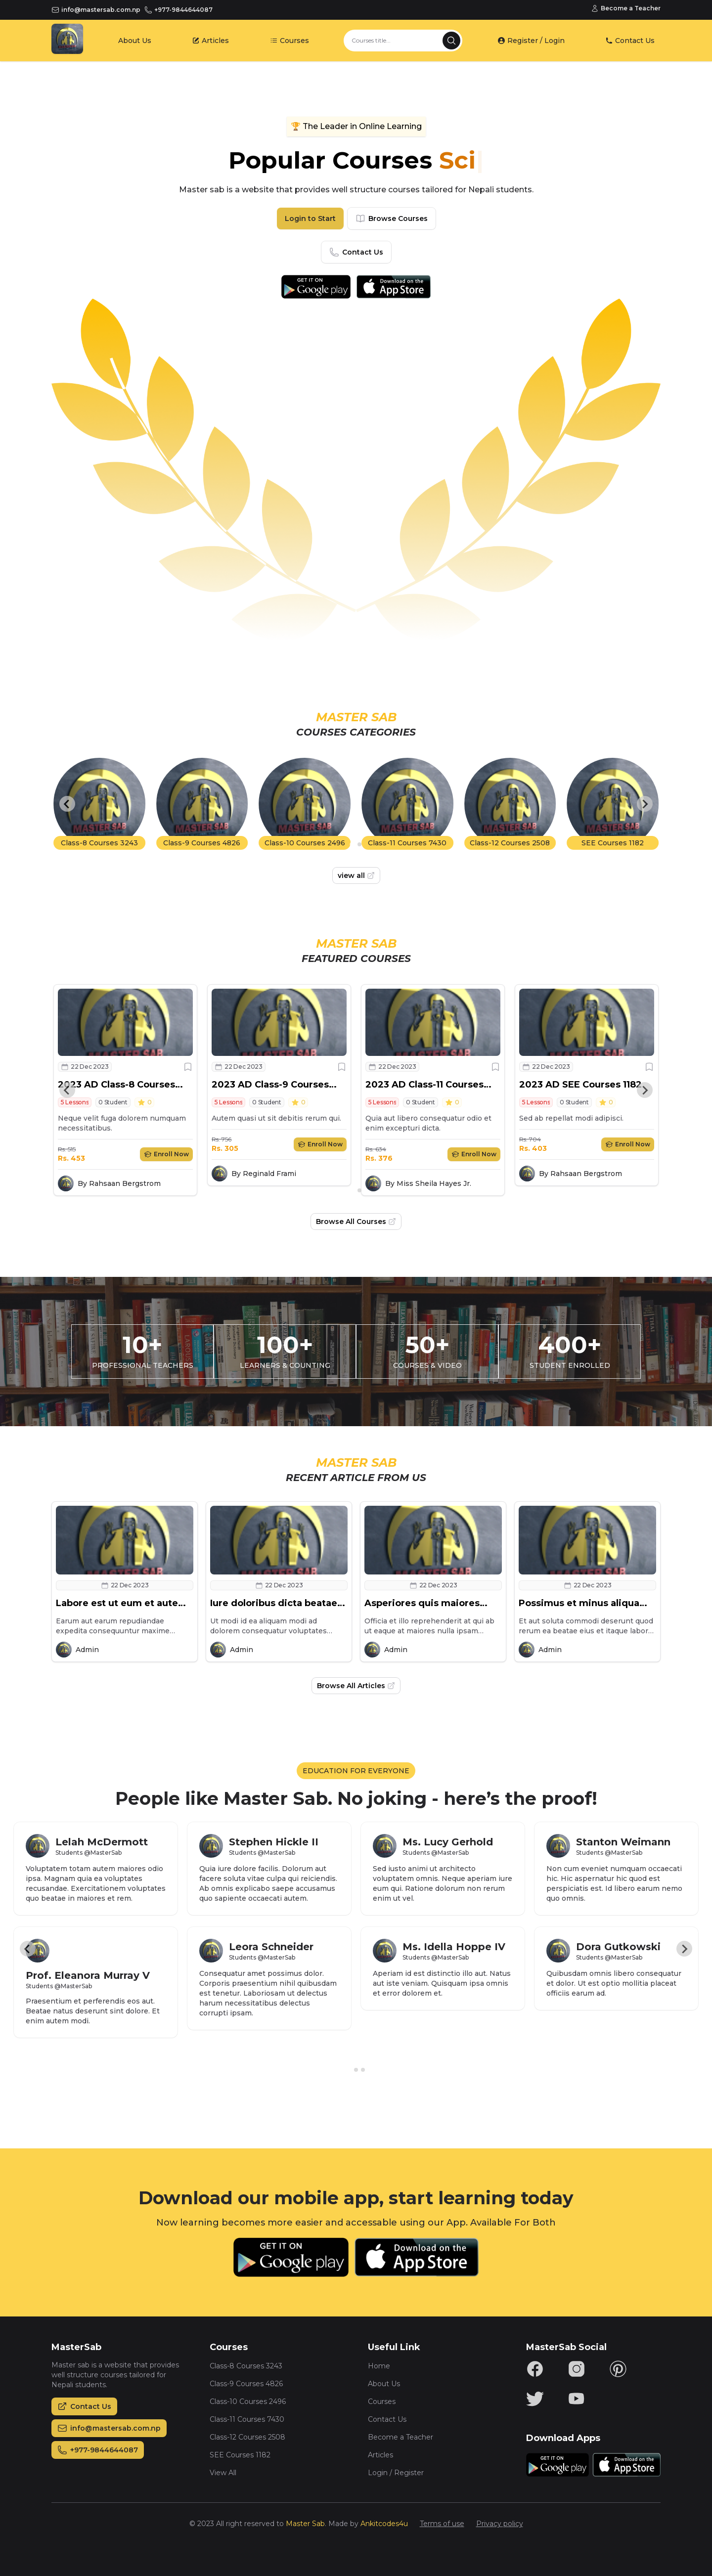 info@mastersab.com.np +977-9844644087 Become a Teacher
About Us Articles Courses Courses title... Register / Login Contact Us
🏆 The Leader in Online Learning
Popular Courses Sci
Master sab is a website that provides well structure courses tailored for Nepali students.
Login to Start Browse Courses
Contact Us
GET IT ON Google play Download on the App Store
MASTER SAB
COURSES CATEGORIES
MASTER SAB MASTER SAB MASTER SAB MASTER SAB MASTER SAB MASTER SAB
Class-8 Courses 3243 Class-9 Courses 4826 Class-10 Courses 2496 Class-11 Courses 7430 Class-12 Courses 2508 SEE Courses 1182
view all
MASTER SAB
FEATURED COURSES
22 Dec 2023 22 Dec 2023 22 Dec 2023 22 Dec 2023
2023 AD Class-8 Courses... 2023 AD Class-9 Courses... 2023 AD Class-11 Courses... 2023 AD SEE Courses 1182
5 Lessons 0 Student 0 5 Lessons 0 Student 0 5 Lessons 0 Student 0 5 Lessons 0 Student 0
Neque velit fuga dolorem numquam Autem quasi ut sit debitis rerum qui. Quia aut libero consequatur odio et Sed ab repellat modi adipisci.
necessitatibus. enim excepturi dicta.
Rs. 515 Rs. 756 Rs. 634 Rs. 704
Rs. 453 Enroll Now Rs. 305 Enroll Now Rs. 376 Enroll Now Rs. 403 Enroll Now
By Rahsaan Bergstrom By Reginald Frami By Miss Sheila Hayes Jr. By Rahsaan Bergstrom
Browse All Courses
10+ 100+ 50+ 400+
PROFESSIONAL TEACHERS LEARNERS & COUNTING COURSES & VIDEO STUDENT ENROLLED
MASTER SAB
RECENT ARTICLE FROM US
22 Dec 2023 22 Dec 2023 22 Dec 2023 22 Dec 2023
Labore est ut eum et aute... Iure doloribus dicta beatae... Asperiores quis maiores... Possimus et minus aliqua...
Earum aut earum repudiandae Ut modi id ea aliquam modi ad Officia et illo reprehenderit at qui ab Et aut soluta commodi deserunt quod
expedita consequuntur maxime... dolorem consequatur voluptates... ut eaque at maiores nulla ipsam... rerum ea beatae eius et itaque labor...
Admin Admin Admin Admin
Browse All Articles
EDUCATION FOR EVERYONE
People like Master Sab. No joking - here’s the proof!
Lelah McDermott Stephen Hickle II Ms. Lucy Gerhold Stanton Weimann
Students @MasterSab Students @MasterSab Students @MasterSab Students @MasterSab
Voluptatem totam autem maiores odio Quia iure dolore facilis. Dolorum aut Sed iusto animi ut architecto Non cum eveniet numquam occaecati
ipsa. Magnam quia ea voluptates facere soluta vitae culpa qui reiciendis. voluptatem omnis. Neque aperiam iure hic. Hic aspernatur hic quod est
recusandae. Exercitationem voluptates Ab omnis explicabo saepe accusamus eum qui. Ratione dolorum non rerum perspiciatis est. Id libero earum nemo
quo beatae in maiores et rem. quo sapiente occaecati autem. enim ut vel. quo omnis.
Prof. Eleanora Murray V Leora Schneider Ms. Idella Hoppe IV Dora Gutkowski
Students @MasterSab Students @MasterSab Students @MasterSab Students @MasterSab
Praesentium et perferendis eos aut. Consequatur amet possimus dolor. Aperiam id est distinctio illo aut. Natus Quibusdam omnis libero consequatur
Beatae natus deserunt sint dolore. Et Corporis praesentium nihil quibusdam aut iste veniam. Quisquam ipsa omnis et dolor. Ut est optio mollitia placeat
enim autem modi. est tenetur. Laboriosam ut delectus et error dolorem et. officiis earum ad.
harum necessitatibus delectus
corrupti ipsam.
Download our mobile app, start learning today
Now learning becomes more easier and accessable using our App. Available For Both
GET IT ON Google play Download on the App Store
MasterSab Courses Useful Link MasterSab Social
Master sab is a website that provides Class-8 Courses 3243 Home
well structure courses tailored for Class-9 Courses 4826 About Us
Nepali students. Class-10 Courses 2496 Courses
Contact Us Class-11 Courses 7430 Contact Us
info@mastersab.com.np Class-12 Courses 2508 Become a Teacher Download Apps
+977-9844644087 SEE Courses 1182 Articles GET IT ON Google play Download on the App Store
View All Login / Register
© 2023 All right reserved to Master Sab. Made by Ankitcodes4u Terms of use Privacy policy